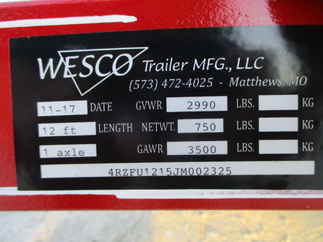 WESCO Trailer MFG., LLC
(573) 472-4025 - Matthews, MO
11-17 DATE GVWR 2990 LBS. KG
12 ft LENGTH NETWT. 750 LBS. KG
1 axle GAWR 3500 LBS. KG
4RZFU1215JM002325